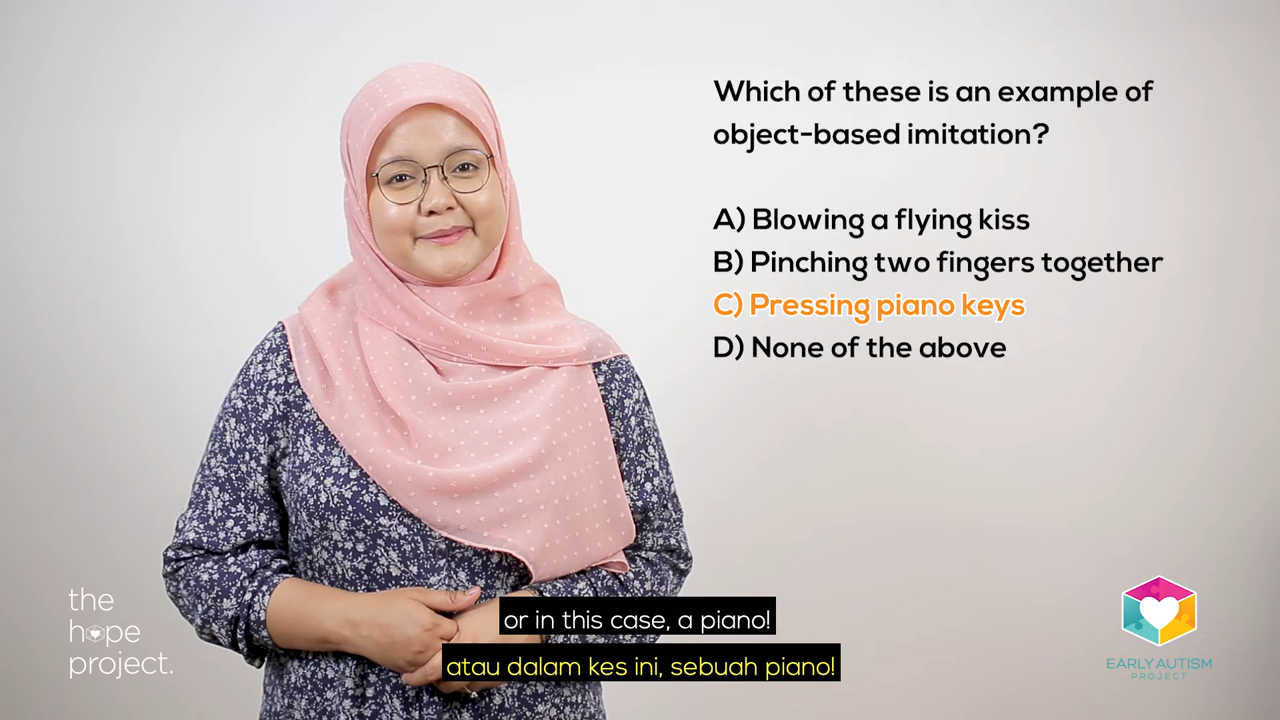 Which of these is an example of
object-based imitation?
A) Blowing a flying kiss
B) Pinching two fingers together
C) Pressing piano keys
D) None of the above
the
hope
project.
or in this case, a piano!
atau dalam kes ini, sebuah piano!
EARLY AUTISM
PROJECT